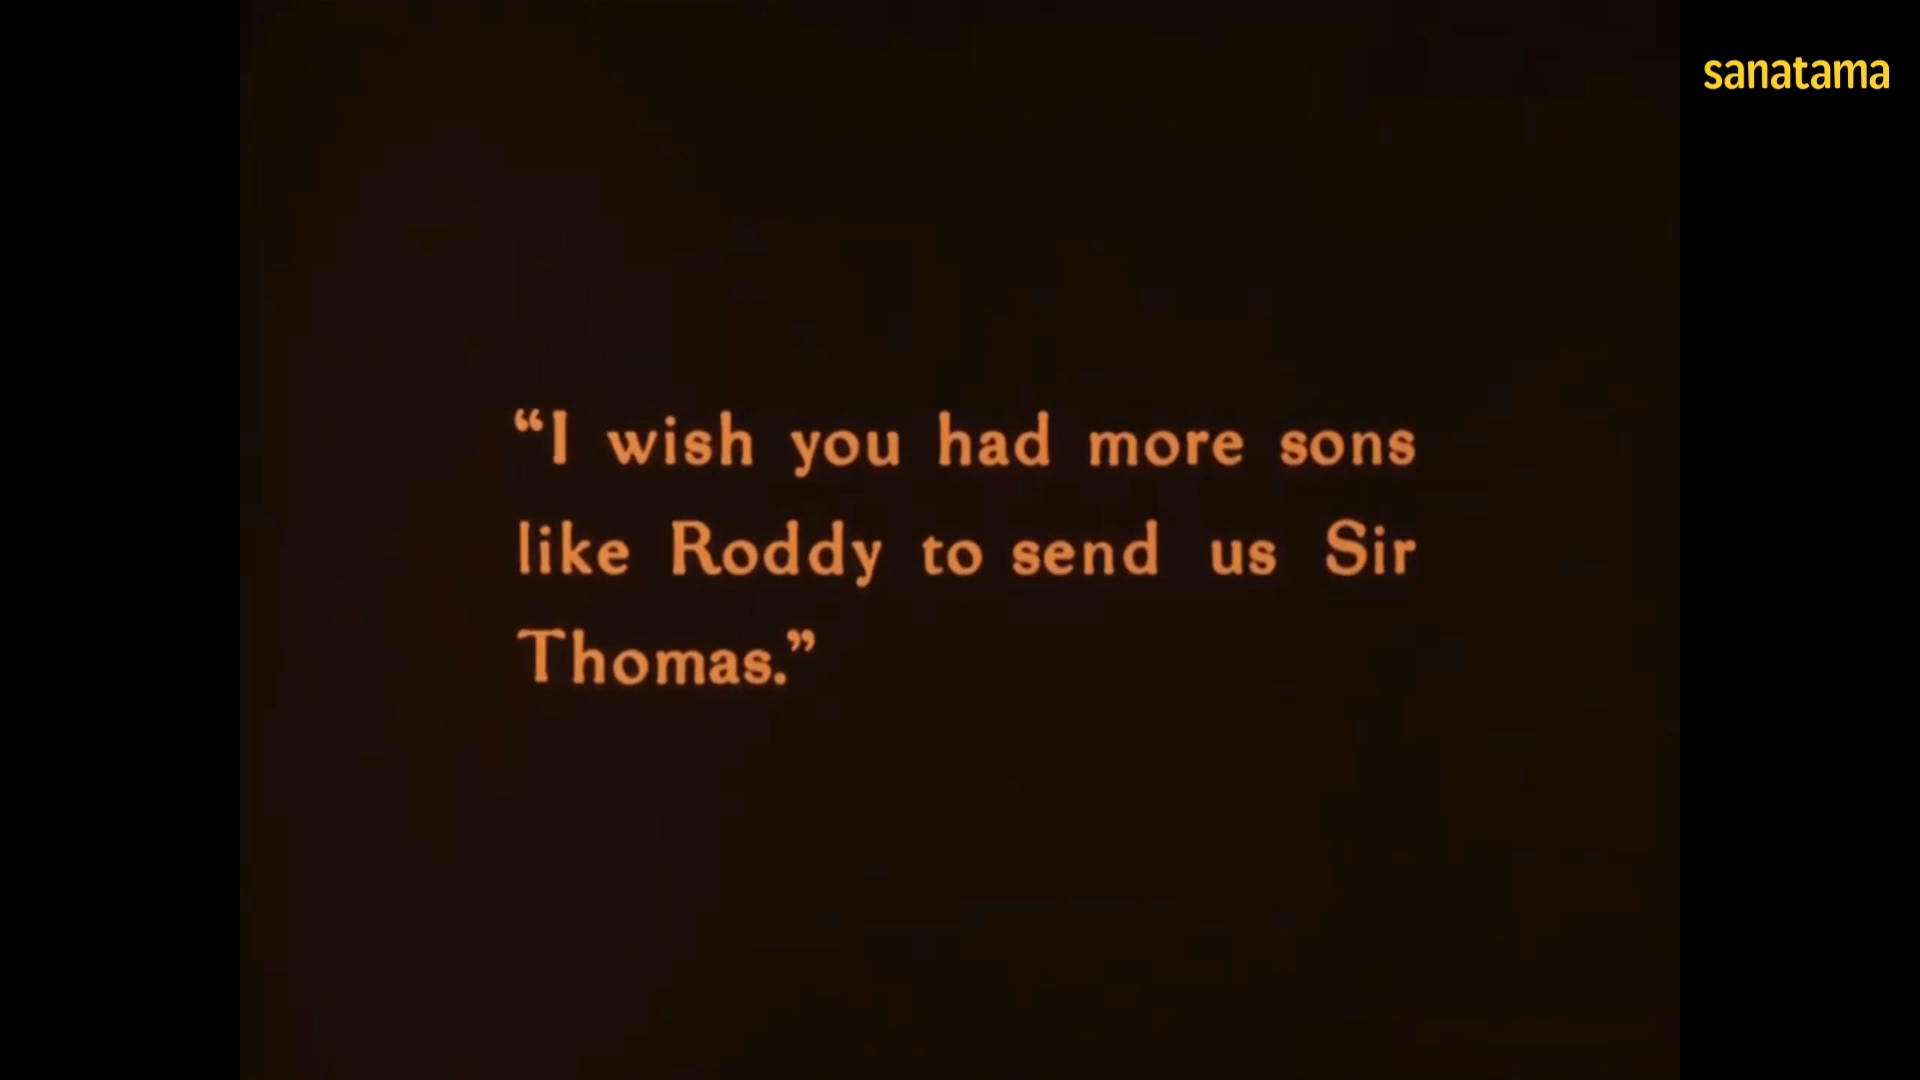 sanatama
“I wish you had more sons
like Roddy to send us Sir
Thomas.”